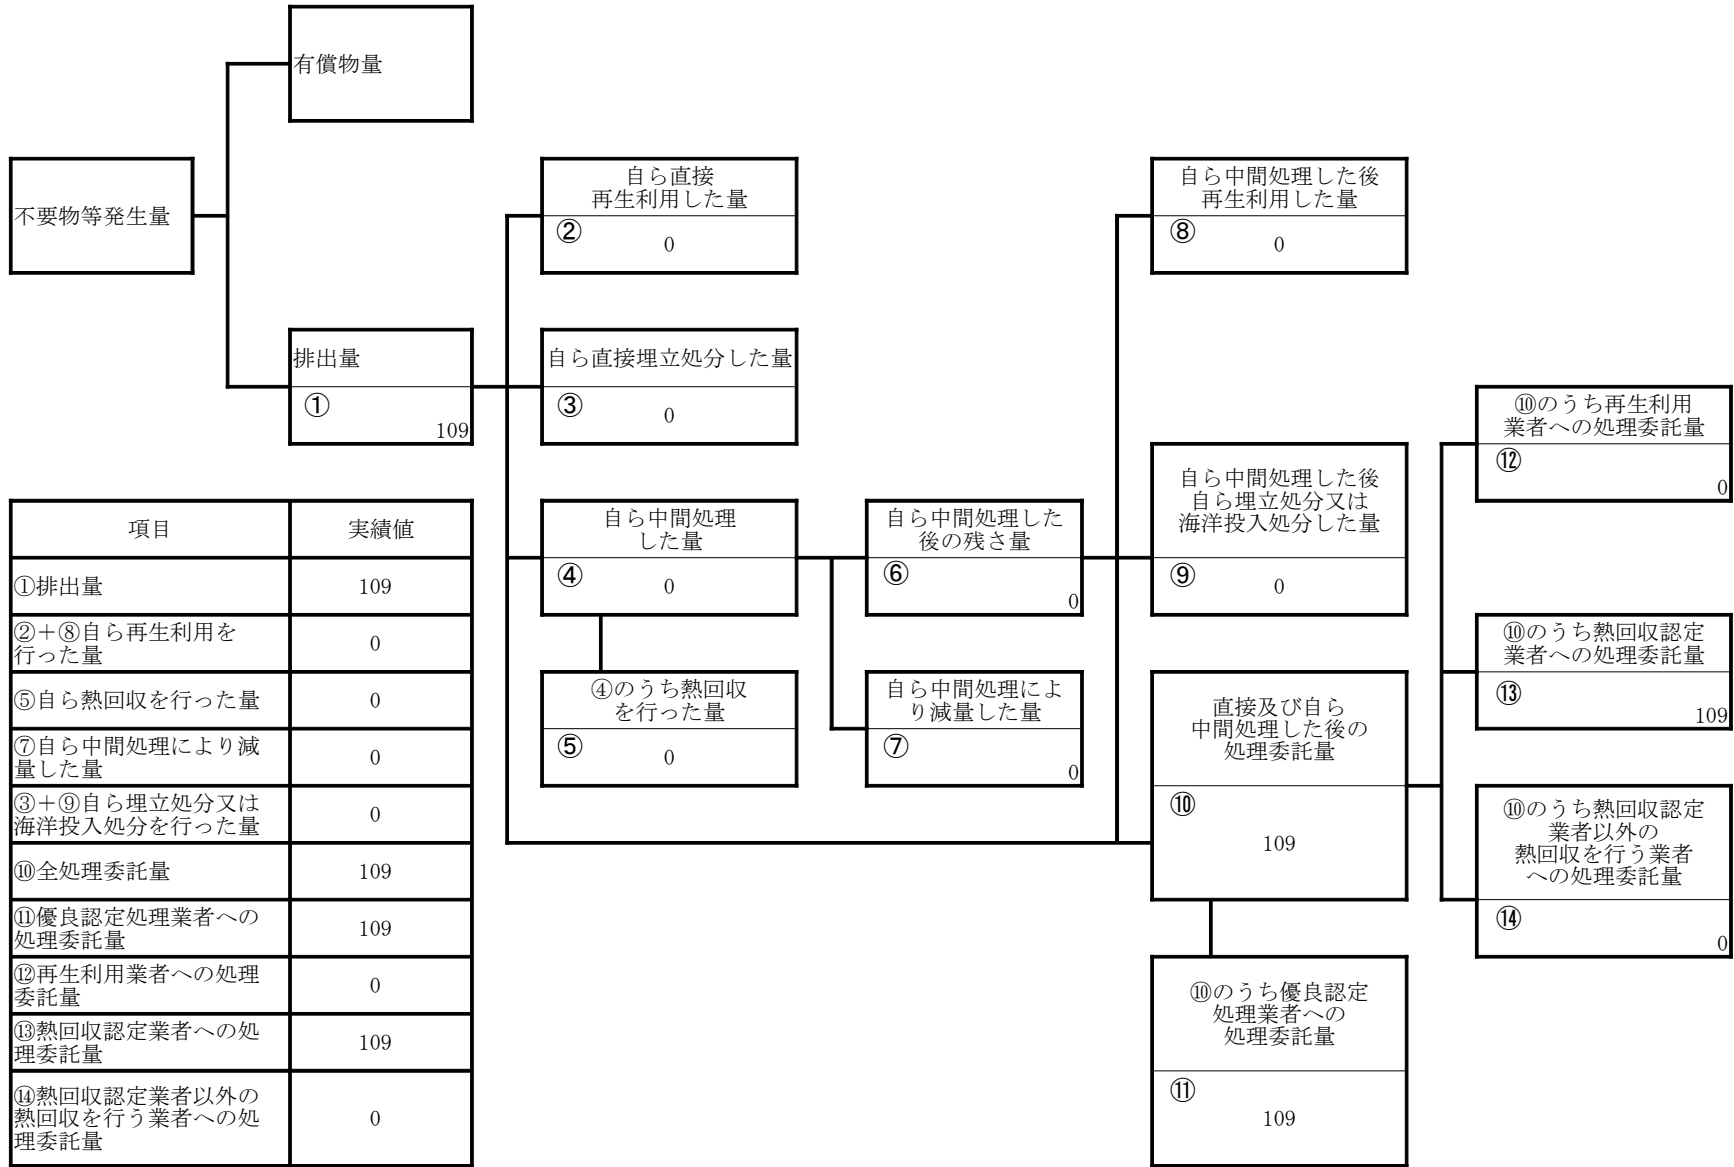 有償物量
不要物等発生量
排出量
①
109
自ら直接
再生利用した量
②
0
自ら直接埋立処分した量
③
0
自ら中間処理
した量
④
0
④のうち熱回収
を行った量
⑤
0
自ら中間処理した
後の残さ量
⑥
0
自ら中間処理によ
り減量した量
⑦
0
自ら中間処理した後
再生利用した量
⑧
0
自ら中間処理した後
自ら埋立処分又は
海洋投入処分した量
⑨
0
直接及び自ら
中間処理した後の
処理委託量
⑩
109
⑩のうち優良認定
処理業者への
処理委託量
⑪
109
⑩のうち再生利用
業者への処理委託量
⑫
0
⑩のうち熱回収認定
業者への処理委託量
⑬
109
⑩のうち熱回収認定
業者以外の
熱回収を行う業者
への処理委託量
⑭
0
項目 実績値
①排出量 109
②+⑧自ら再生利用を
行った量 0
⑤自ら熱回収を行った量 0
⑦自ら中間処理により減
量した量 0
③+⑨自ら埋立処分又は
海洋投入処分を行った量 0
⑩全処理委託量 109
⑪優良認定処理業者への
処理委託量 109
⑫再生利用業者への処理
委託量 0
⑬熱回収認定業者への処
理委託量 109
⑭熱回収認定業者以外の
熱回収を行う業者への処
理委託量 0